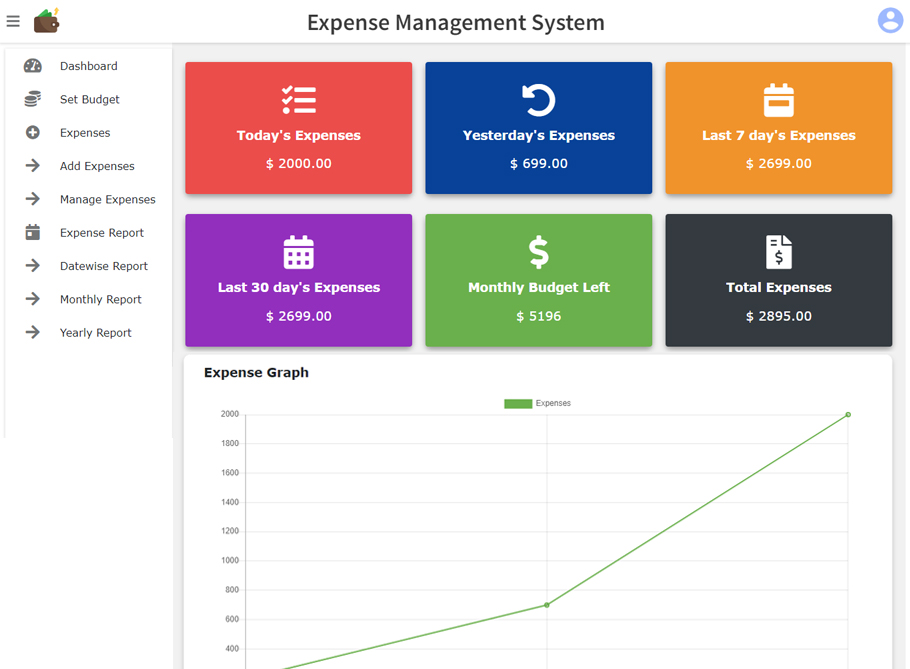 Expense Management System
Dashboard
Set Budget
Expenses
Add Expenses
Manage Expenses
Expense Report
Datewise Report
Monthly Report
Yearly Report
Today's Expenses
$ 2000.00
Yesterday's Expenses
$ 699.00
Last 7 day's Expenses
$ 2699.00
Last 30 day's Expenses
$ 2699.00
Monthly Budget Left
$ 5196
Total Expenses
$ 2895.00
Expense Graph
Expenses
2000
1800
1600
1400
1200
1000
800
600
400